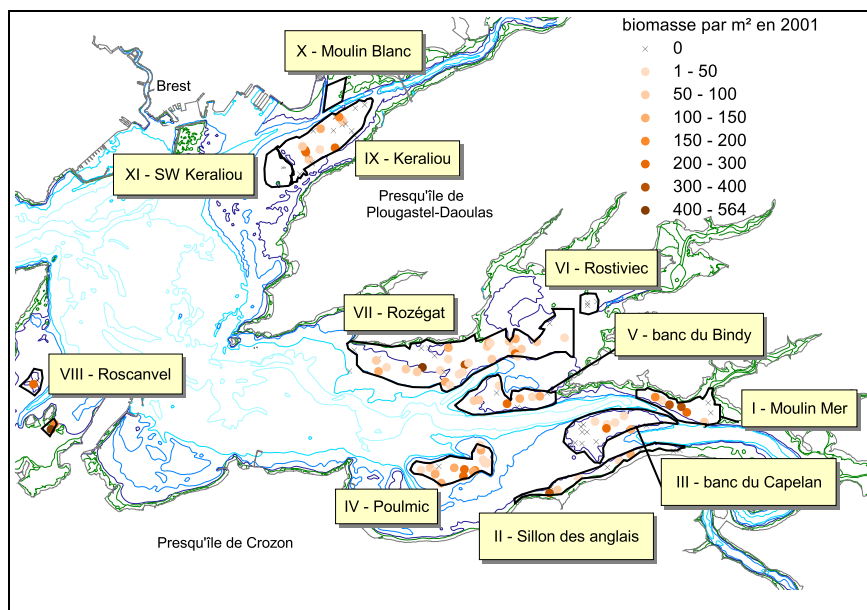 biomasse par m² en 2001
0
1 - 50
50 - 100
100 - 150
150 - 200
200 - 300
300 - 400
400 - 564
X - Moulin Blanc
Brest
XI - SW Keraliou
IX - Keraliou
Presqu'île de
Plougastel-Daoulas
VI - Rostiviec
VII - Rozégat
V - banc du Bindy
VIII - Roscanvel
I - Moulin Mer
III - banc du Capelan
IV - Poulmic
II - Sillon des anglais
Presqu'île de Crozon